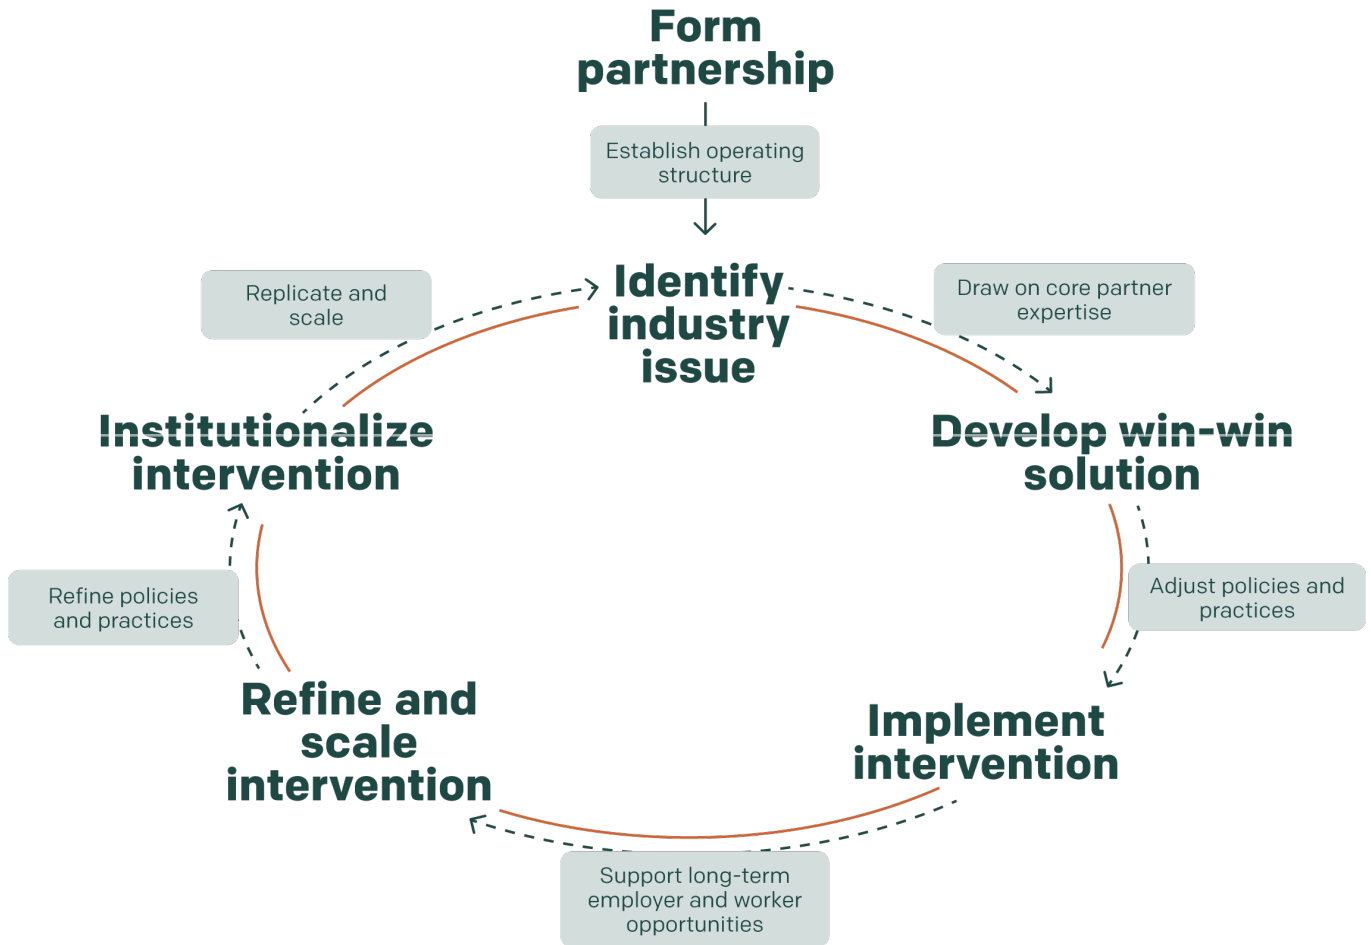 Form
partnership
Establish operating
structure
Identify
industry
issue
Draw on core partner
expertise
Develop win-win
solution
Adjust policies and
practices
Implement
intervention
Support long-term
employer and worker
opportunities
Refine and
scale
intervention
Refine policies
and practices
Institutionalize
intervention
Replicate and
scale